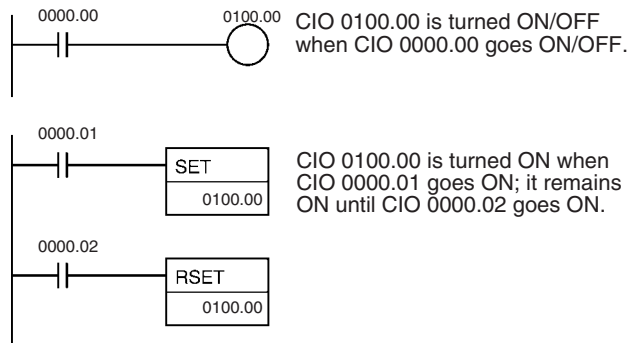 0000.00
0100.00
CIO 0100.00 is turned ON/OFF
when CIO 0000.00 goes ON/OFF.
0000.01
SET
0100.00
CIO 0100.00 is turned ON when
CIO 0000.01 goes ON; it remains
ON until CIO 0000.02 goes ON.
0000.02
RSET
0100.00